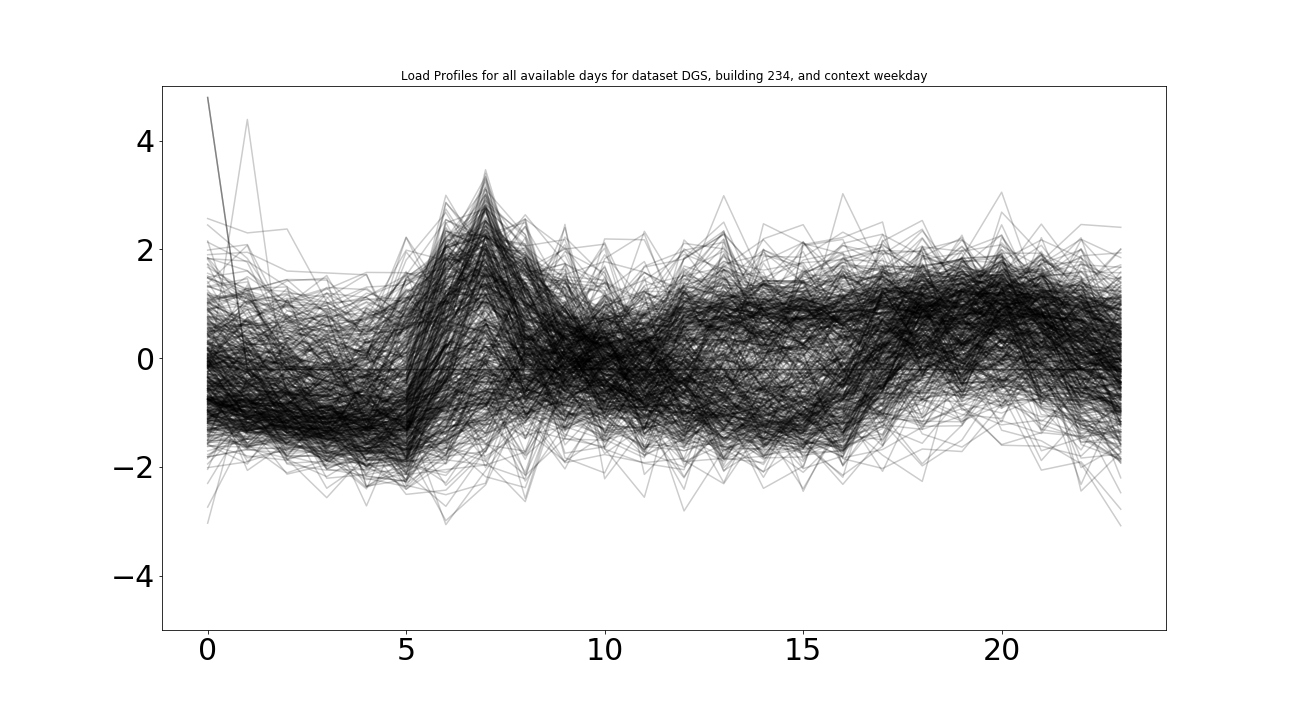 Load Profiles for all available days for dataset DGS, building 234, and context weekday
4
2
0
−2
−4
0 5 10 15 20